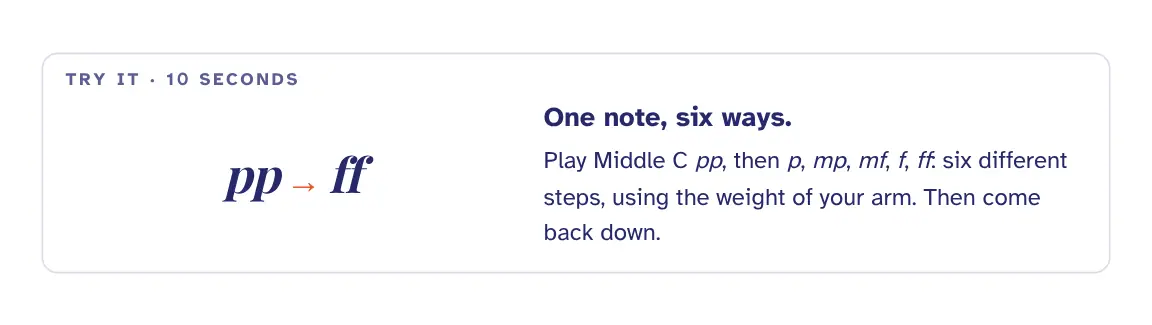 TRY IT · 10 SECONDS
pp → ff
One note, six ways.
Play Middle C pp, then p, mp, mf, f, ff: six different
steps, using the weight of your arm. Then come
back down.